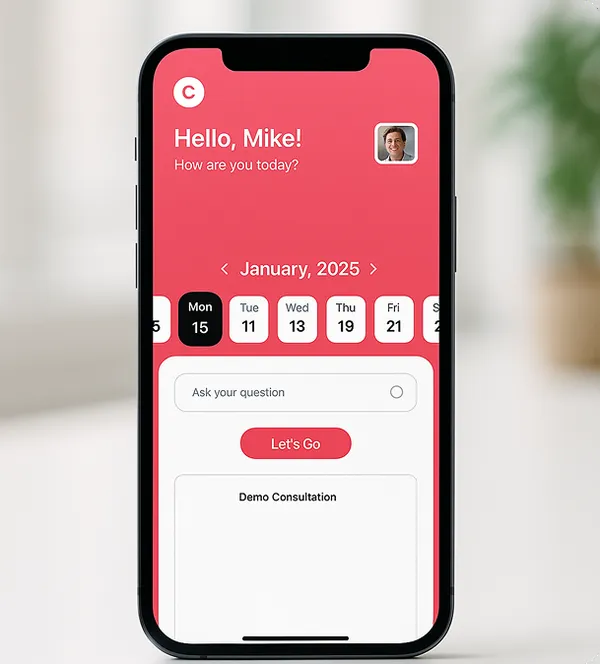 C
Hello, Mike!
How are you today?
January, 2025
5 Mon Tue Wed Thu Fri S
15 11 13 19 21 2
Ask your question
Let's Go
Demo Consultation